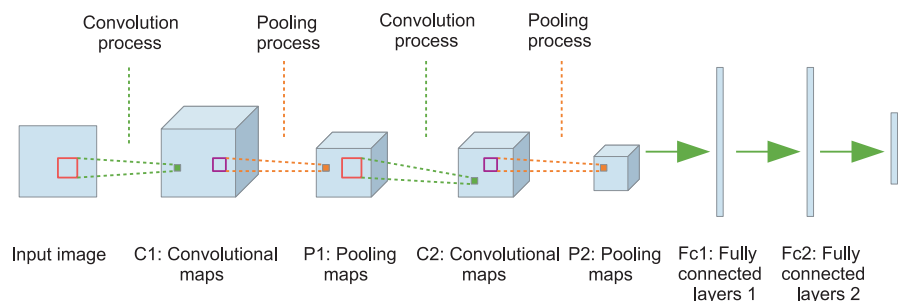 Convolution
process
Pooling
process
Convolution
process
Pooling
process
Input image
C1: Convolutional
maps
P1: Pooling
maps
C2: Convolutional
maps
P2: Pooling
maps
Fc1: Fully
connected
layers 1
Fc2: Fully
connected
layers 2